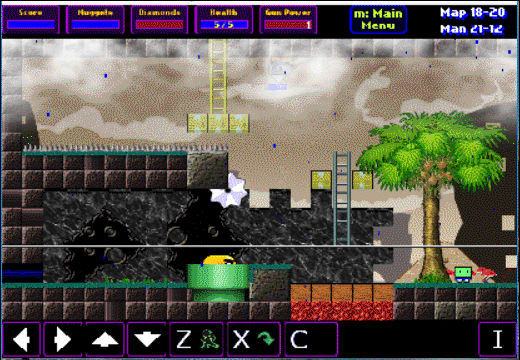 Score
Nuggets
Diamonds
Health
5/5
Gun Power
1
m: Main
Menu
Map 18-20
Man 21-12
Z
X
C
I